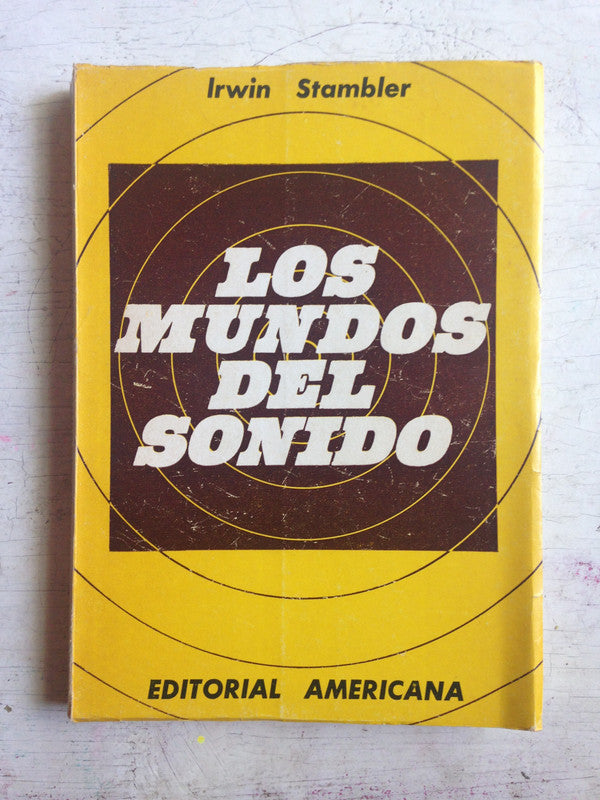 Irwin Stambler
LOS
MUNDOS
DEL
SONIDO
EDITORIAL AMERICANA